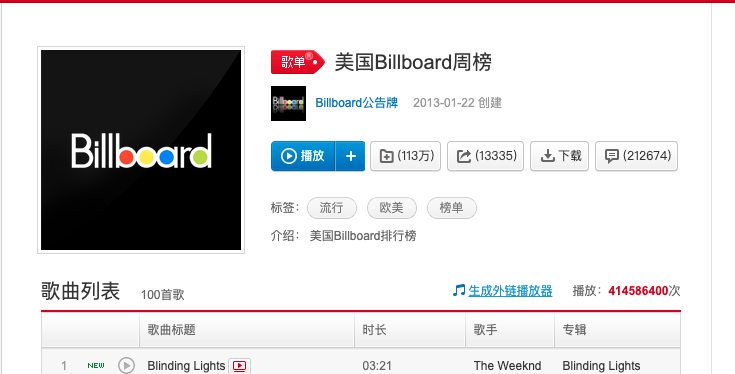 Billboard
歌单
美国Billboard周榜
Billboard
Billboard公告牌 2013-01-22 创建
播放 + (113万) (13335) 下载 (212674)
标签： 流行 欧美 榜单
介绍： 美国Billboard排行榜
歌曲列表 100首歌 生成外链播放器 播放：414586400次
歌曲标题 时长 歌手 专辑
1 NEW Blinding Lights 03:21 The Weeknd Blinding Lights